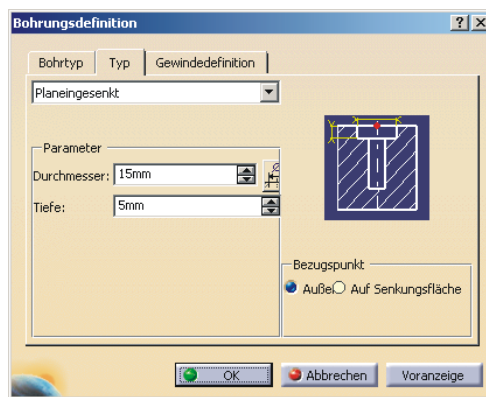 Bohrungsdefinition
Bohrtyp Typ Gewindedefinition
Planeingesenkt
Parameter
Durchmesser: 15mm
Tiefe: 5mm
Bezugspunkt
Auße Auf Senkungsfläche
OK Abbrechen Voranzeige